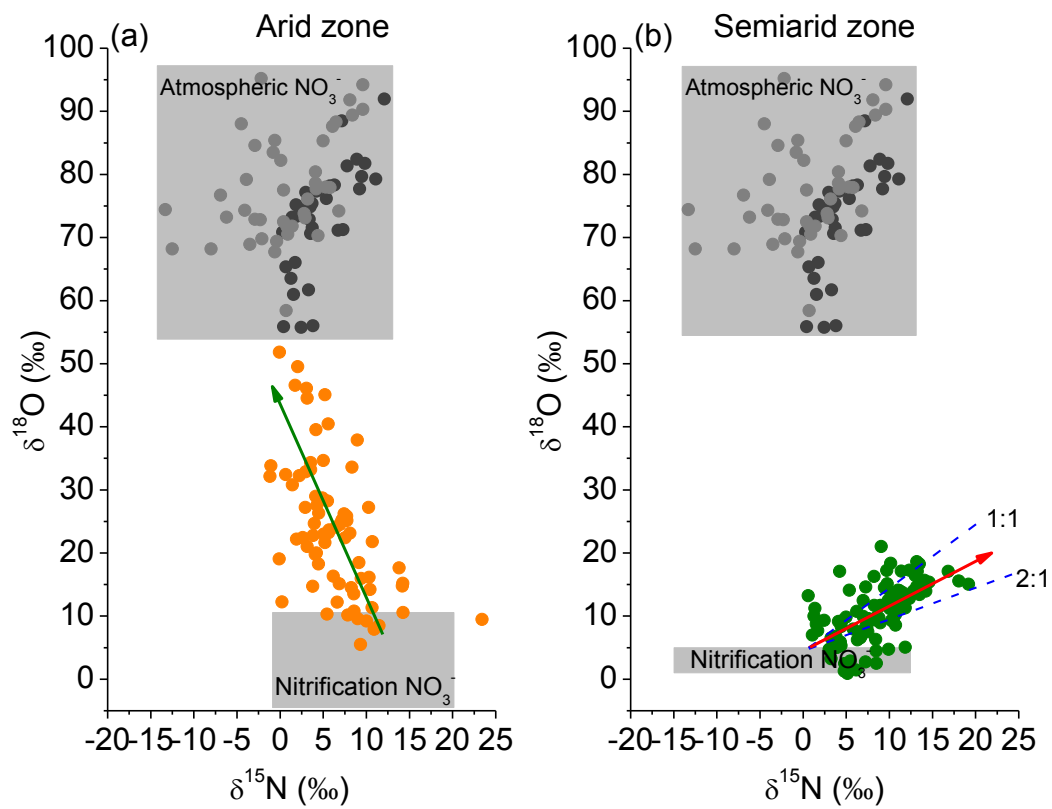 (a) Arid zone
100
90
80
70
60
50
40
30
20
10
0
δ¹⁸O (‰)
Atmospheric NO₃⁻
Nitrification NO₃⁻
-20 -15 -10 -5 0 5 10 15 20 25
δ¹⁵N (‰)
(b) Semiarid zone
100
90
80
70
60
50
40
30
20
10
0
δ¹⁸O (‰)
Atmospheric NO₃⁻
1:1
2:1
Nitrification NO₃⁻
-20 -15 -10 -5 0 5 10 15 20 25
δ¹⁵N (‰)